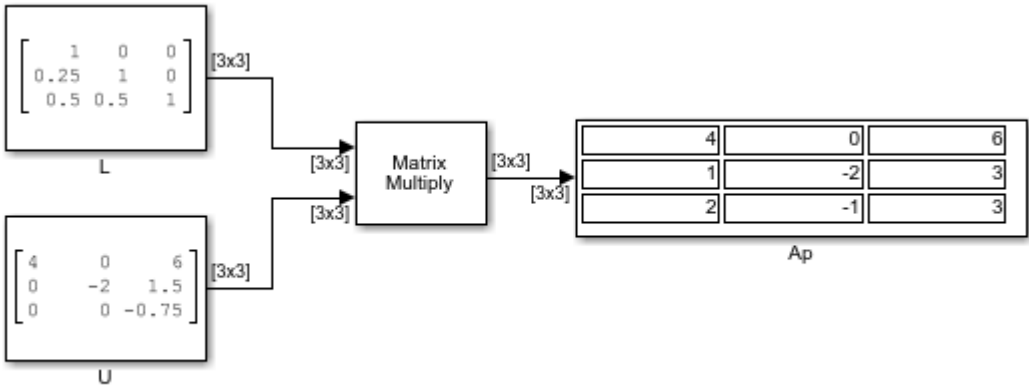 1 0 0
0.25 1 0
0.5 0.5 1
[3x3]
L
[3x3]
[3x3]
Matrix
Multiply
[3x3]
[3x3]
4 0 6
1 -2 3
2 -1 3
Ap
4 0 6
0 -2 1.5
0 0 -0.75
[3x3]
U